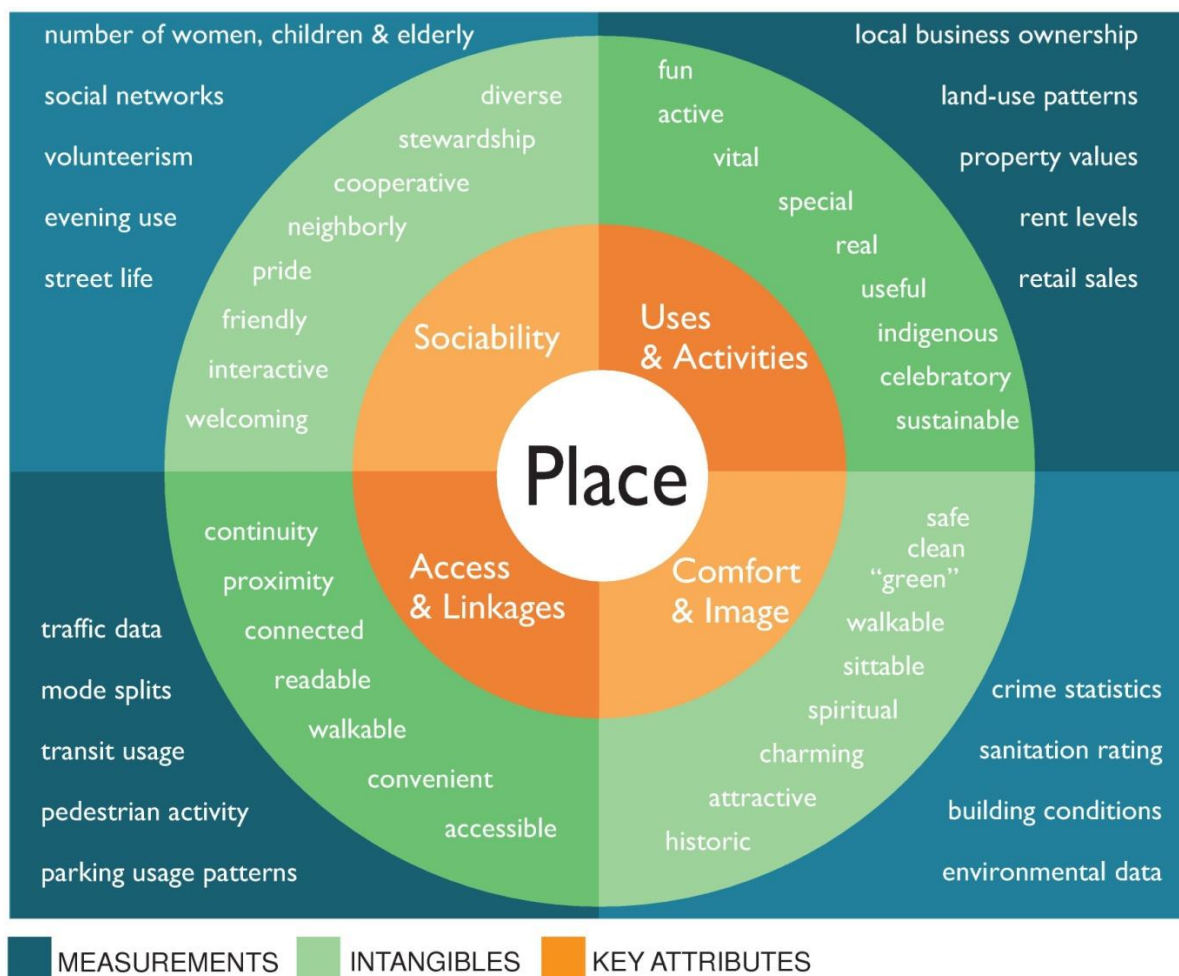 number of women, children & elderly
social networks
volunteerism
evening use
street life
diverse
stewardship
cooperative
neighborly
pride
friendly
interactive
welcoming
Sociability
fun
active
vital
special
real
useful
indigenous
celebratory
sustainable
Uses
& Activities
local business ownership
land-use patterns
property values
rent levels
retail sales
Place
continuity
proximity
connected
readable
walkable
convenient
accessible
Access
& Linkages
traffic data
mode splits
transit usage
pedestrian activity
parking usage patterns
Comfort
& Image
safe
clean
“green”
walkable
sittable
spiritual
charming
attractive
historic
crime statistics
sanitation rating
building conditions
environmental data
MEASUREMENTS
INTANGIBLES
KEY ATTRIBUTES